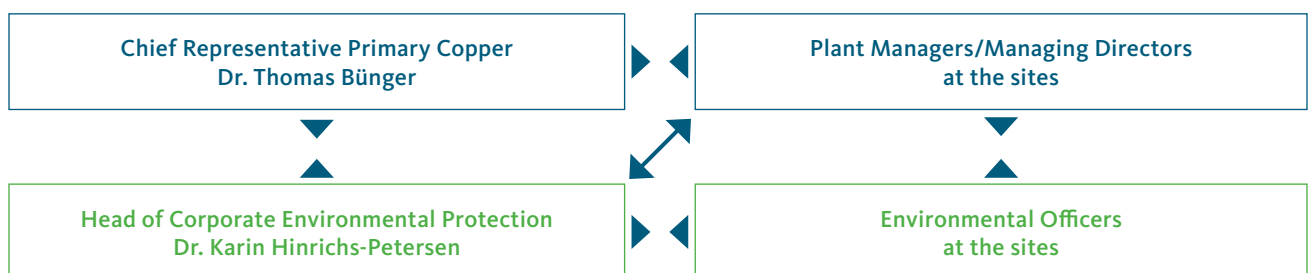 Chief Representative Primary Copper
Dr. Thomas Bünger
Plant Managers/Managing Directors
at the sites
Head of Corporate Environmental Protection
Dr. Karin Hinrichs-Petersen
Environmental Officers
at the sites